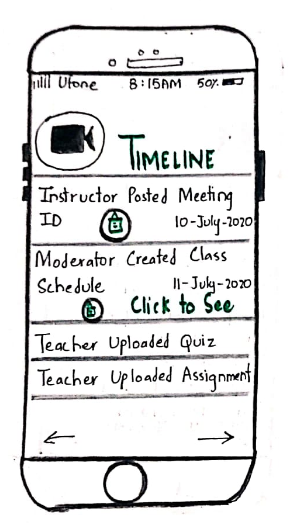 Ufone 8:15AM 50%
TIMELINE
Instructor Posted Meeting
ID 10-July-2020
Moderator Created Class
Schedule 11-July-2020
Click to See
Teacher Uploaded Quiz
Teacher Uploaded Assignment